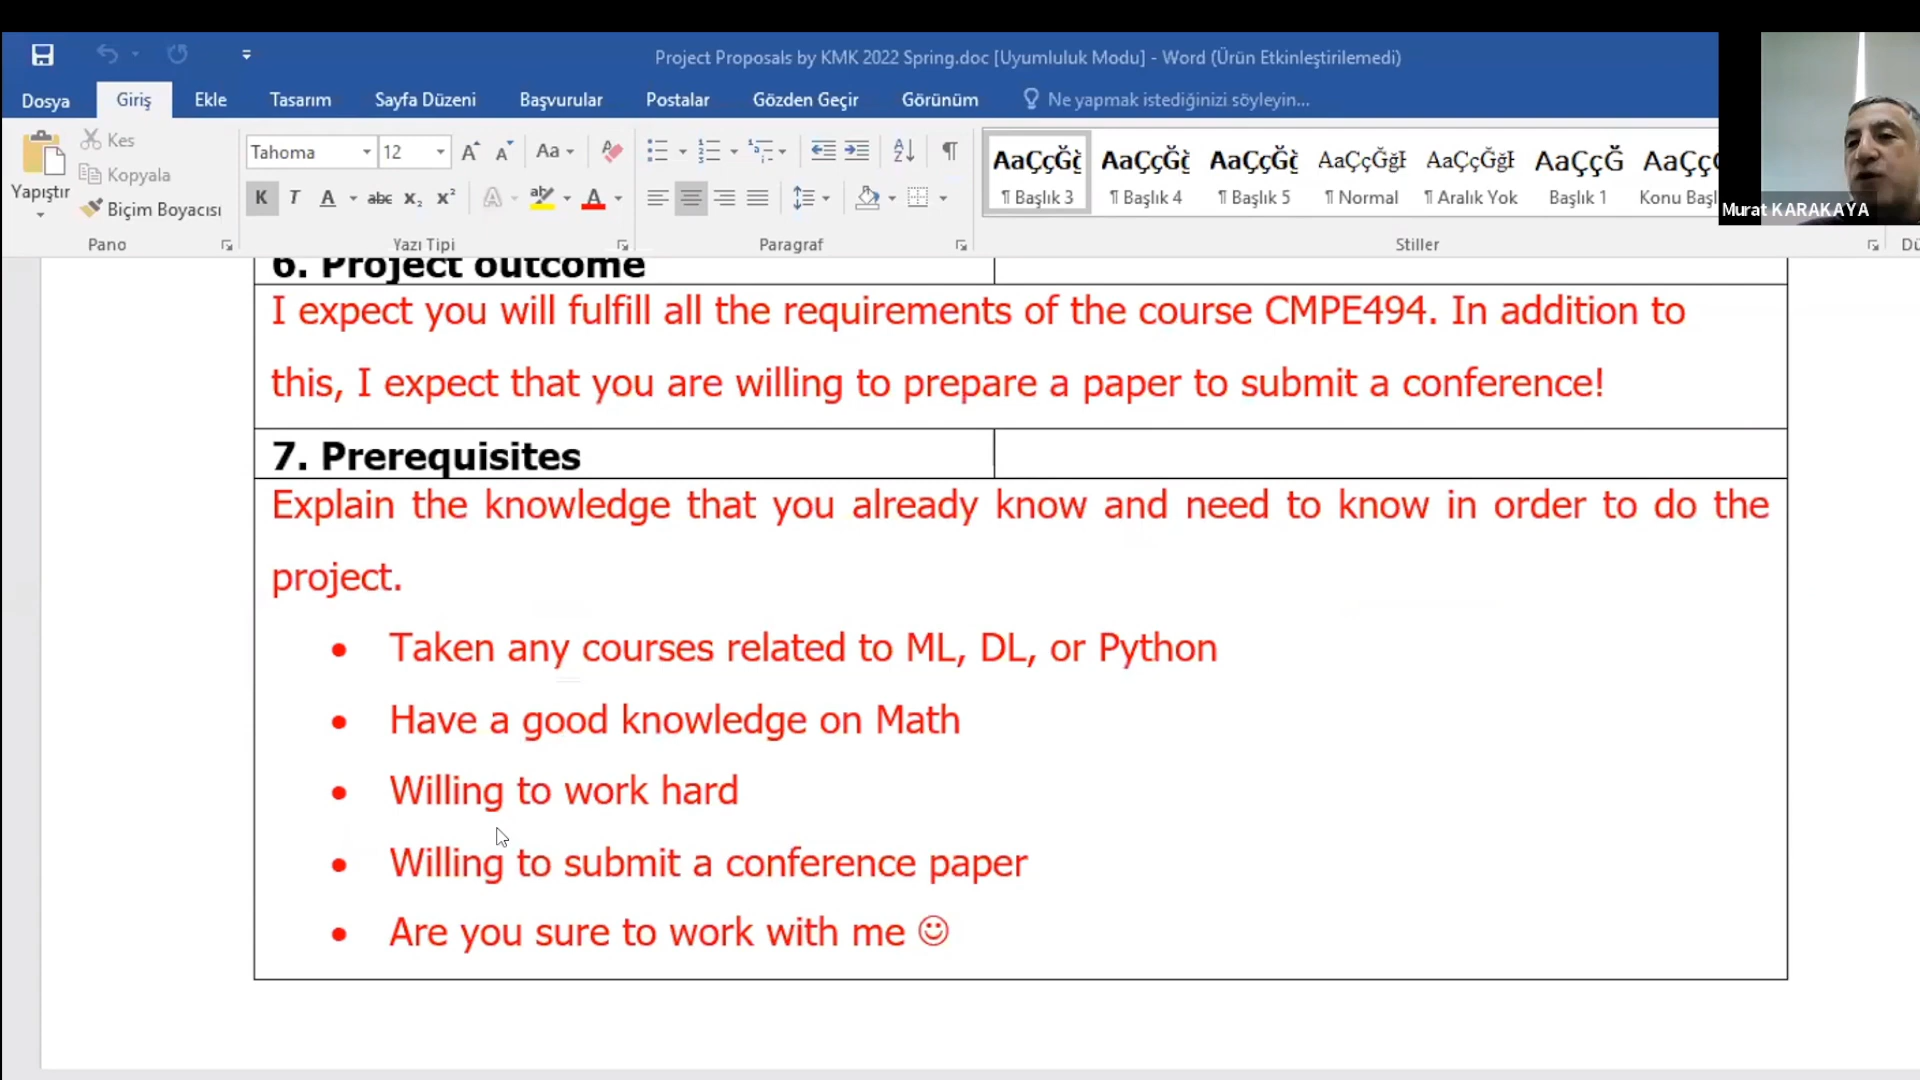 Project Proposals by KMK 2022 Spring.doc [Uyumluluk Modu] - Word (Ürün Etkinleştirilemedi)
Dosya Giriş Ekle Tasarım Sayfa Düzeni Başvurular Postalar Gözden Geçir Görünüm Ne yapmak istediğinizi söyleyin...
Yapıştır
Kes
Kopyala
Biçim Boyacısı
Pano
Tahoma 12 Aa
K T A abc x₂ x² A ab A
Yazı Tipi
Paragraf
AaÇçĞğ AaÇçĞğ AaÇçĞğ AaÇçĞğH AaÇçĞğH AaÇçĞ AaÇç
¶ Başlık 3 ¶ Başlık 4 ¶ Başlık 5 ¶ Normal ¶ Aralık Yok Başlık 1 Konu Başl
Stiller
Dü
Murat KARAKAYA
6. Project outcome
I expect you will fulfill all the requirements of the course CMPE494. In addition to
this, I expect that you are willing to prepare a paper to submit a conference!
7. Prerequisites
Explain the knowledge that you already know and need to know in order to do the
project.
• Taken any courses related to ML, DL, or Python
• Have a good knowledge on Math
• Willing to work hard
• Willing to submit a conference paper
• Are you sure to work with me ☺